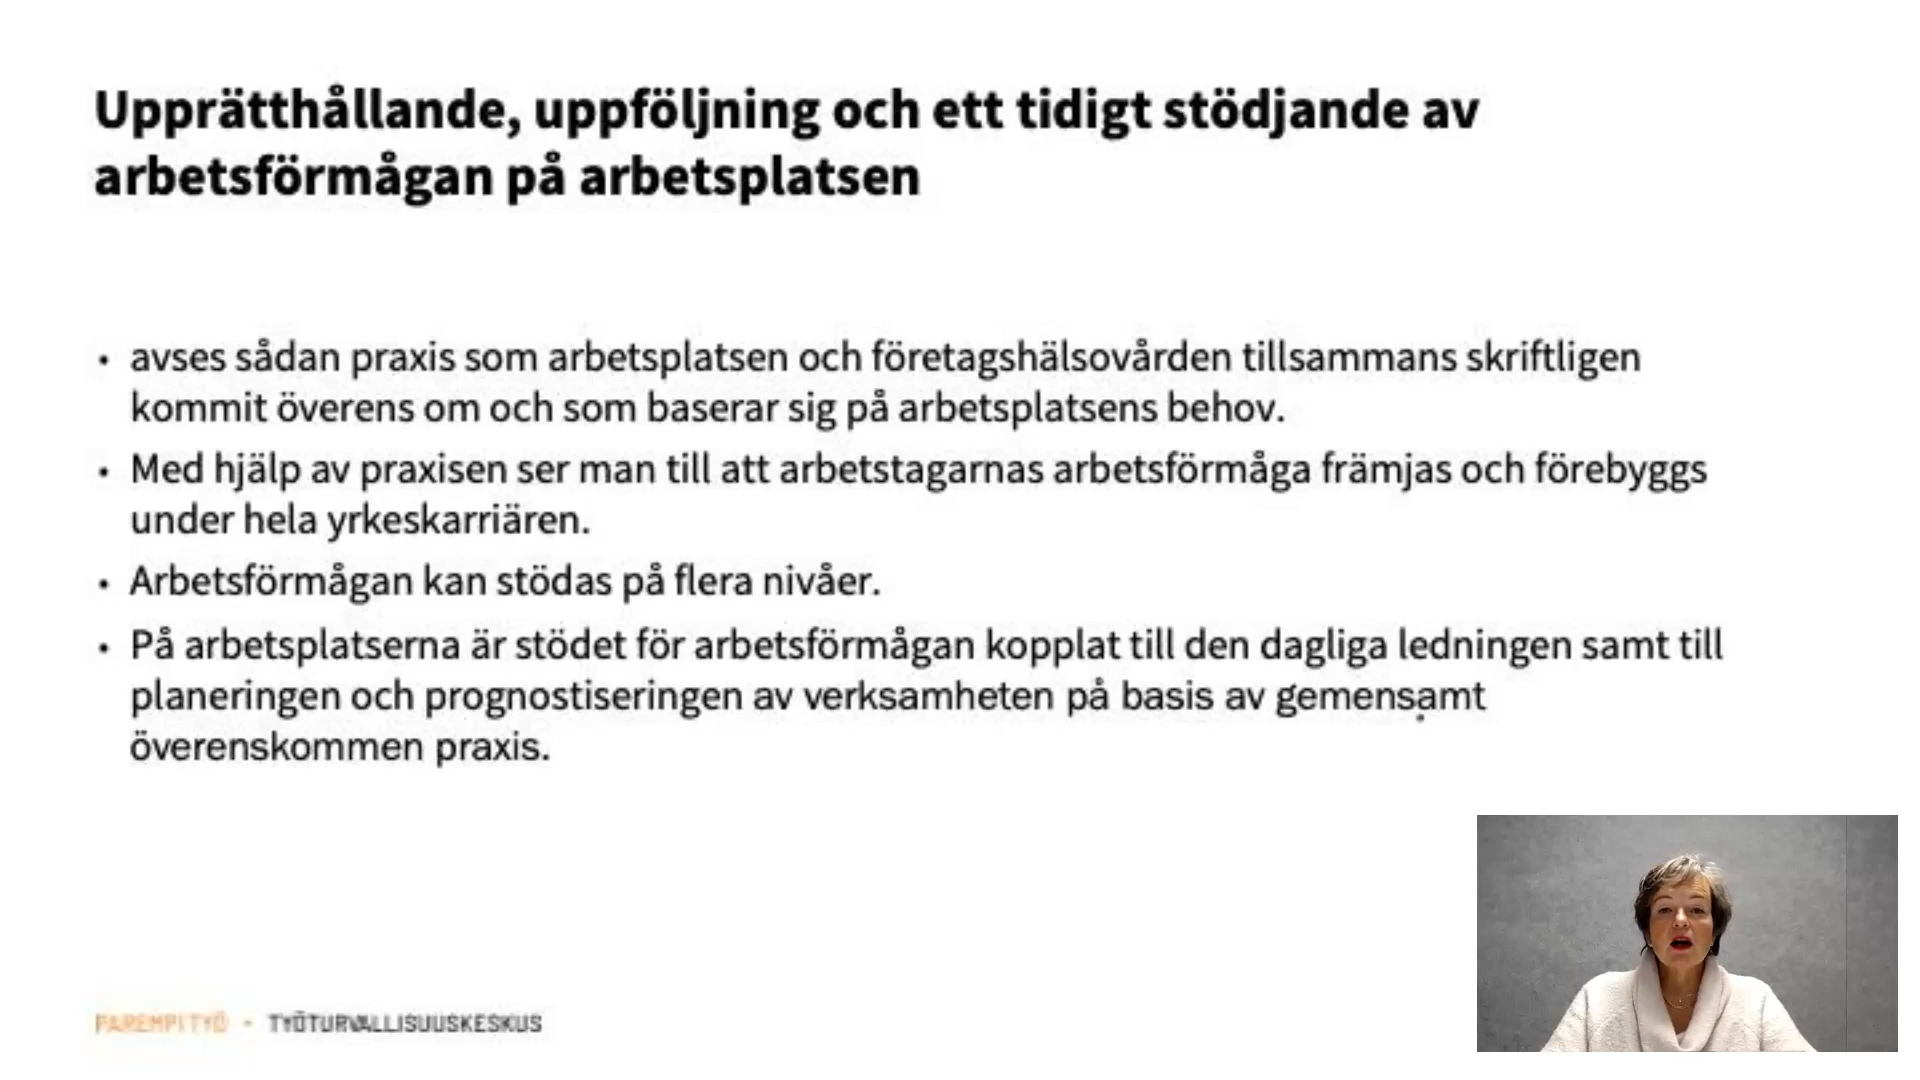 Upprätthållande, uppföljning och ett tidigt stödjande av
arbetsförmågan på arbetsplatsen
• avses sådan praxis som arbetsplatsen och företagshälsovården tillsammans skriftligen
kommit överens om och som baserar sig på arbetsplatsens behov.
• Med hjälp av praxisen ser man till att arbetstagarnas arbetsförmåga främjas och förebyggs
under hela yrkeskarriären.
• Arbetsförmågan kan stödas på flera nivåer.
• På arbetsplatserna är stödet för arbetsförmågan kopplat till den dagliga ledningen samt till
planeringen och prognostiseringen av verksamheten på basis av gemensamt
överenskommen praxis.
PAREMPI TYÖ • TYÖTURVALLISUUSKESKUS